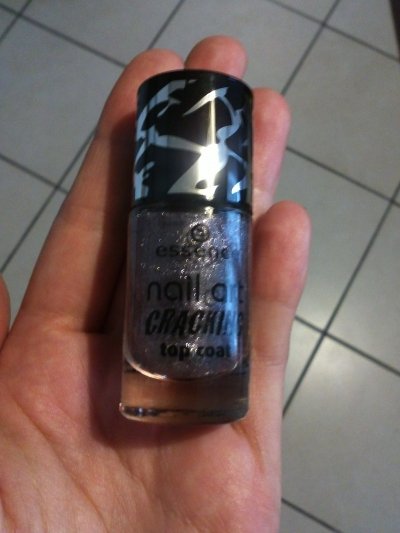 essence
nail art
CRACKING
top coat